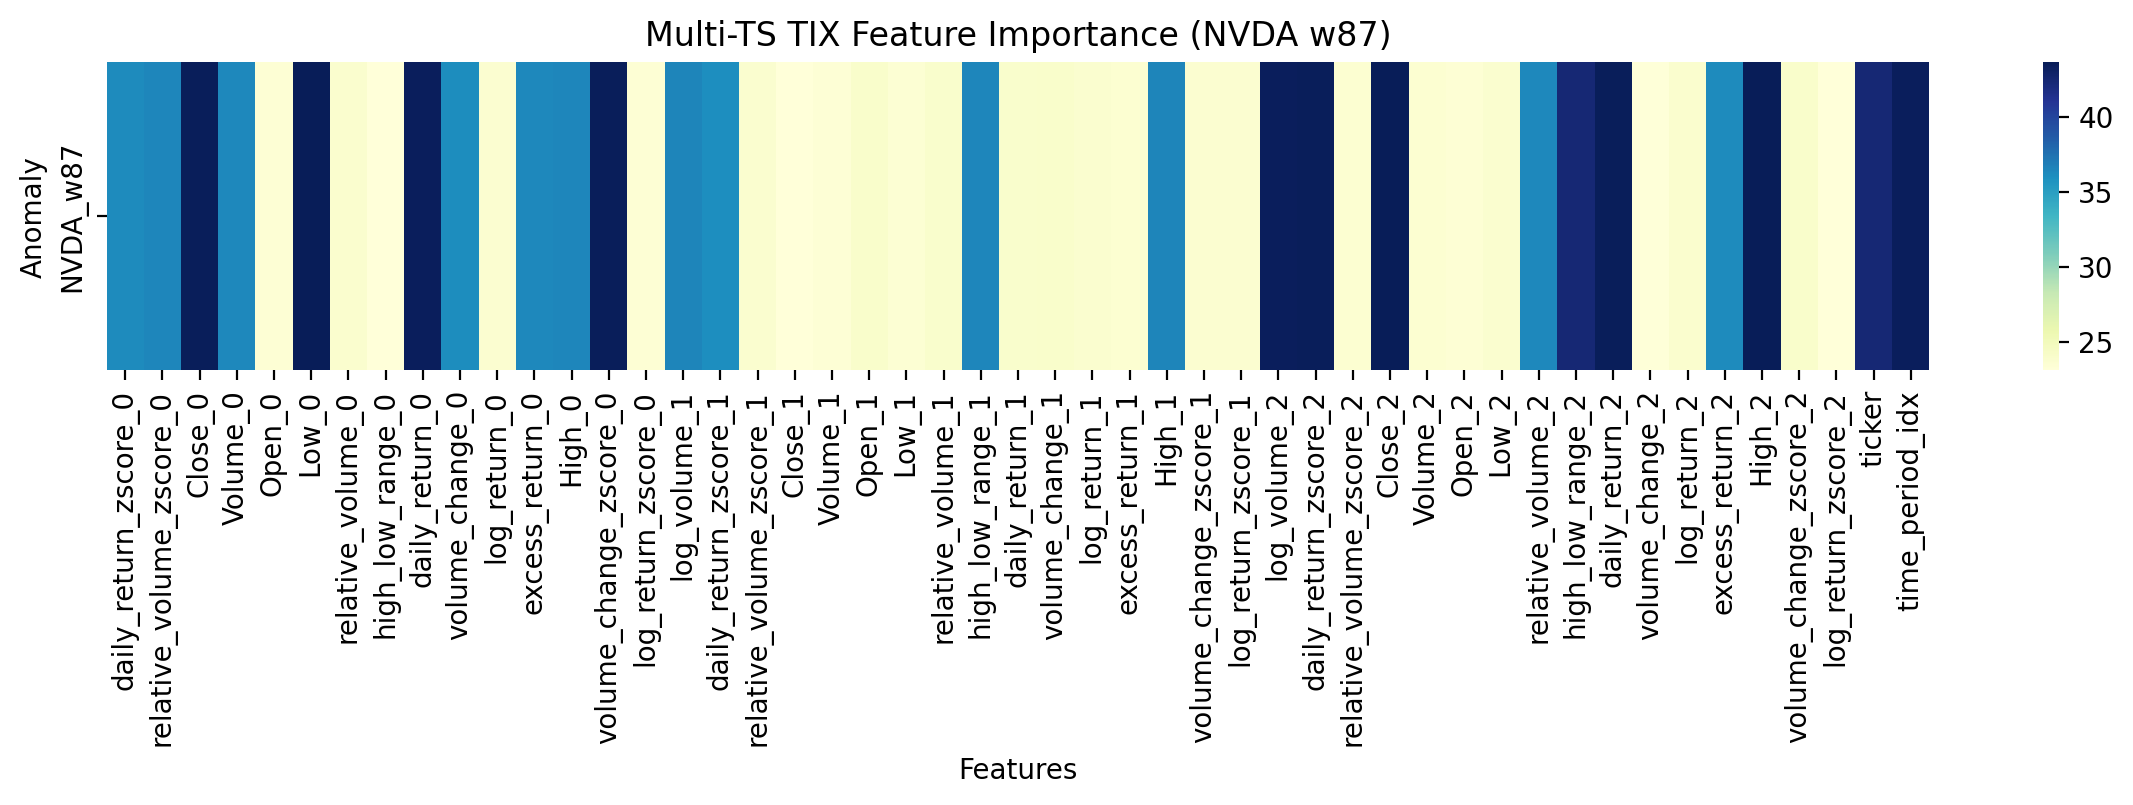 Multi-TS TIX Feature Importance (NVDA w87)
Anomaly
NVDA_w87
40
35
30
25
daily_return_zscore_0
relative_volume_zscore_0
Close_0
Volume_0
Open_0
Low_0
relative_volume_0
high_low_range_0
daily_return_0
volume_change_0
log_return_0
excess_return_0
High_0
volume_change_zscore_0
log_return_zscore_0
log_volume_1
daily_return_zscore_1
relative_volume_zscore_1
Close_1
Volume_1
Open_1
Low_1
relative_volume_1
high_low_range_1
daily_return_1
volume_change_1
log_return_1
excess_return_1
High_1
volume_change_zscore_1
log_return_zscore_1
log_volume_2
daily_return_zscore_2
relative_volume_zscore_2
Close_2
Volume_2
Open_2
Low_2
relative_volume_2
high_low_range_2
daily_return_2
volume_change_2
log_return_2
excess_return_2
High_2
volume_change_zscore_2
log_return_zscore_2
ticker
time_period_idx
Features